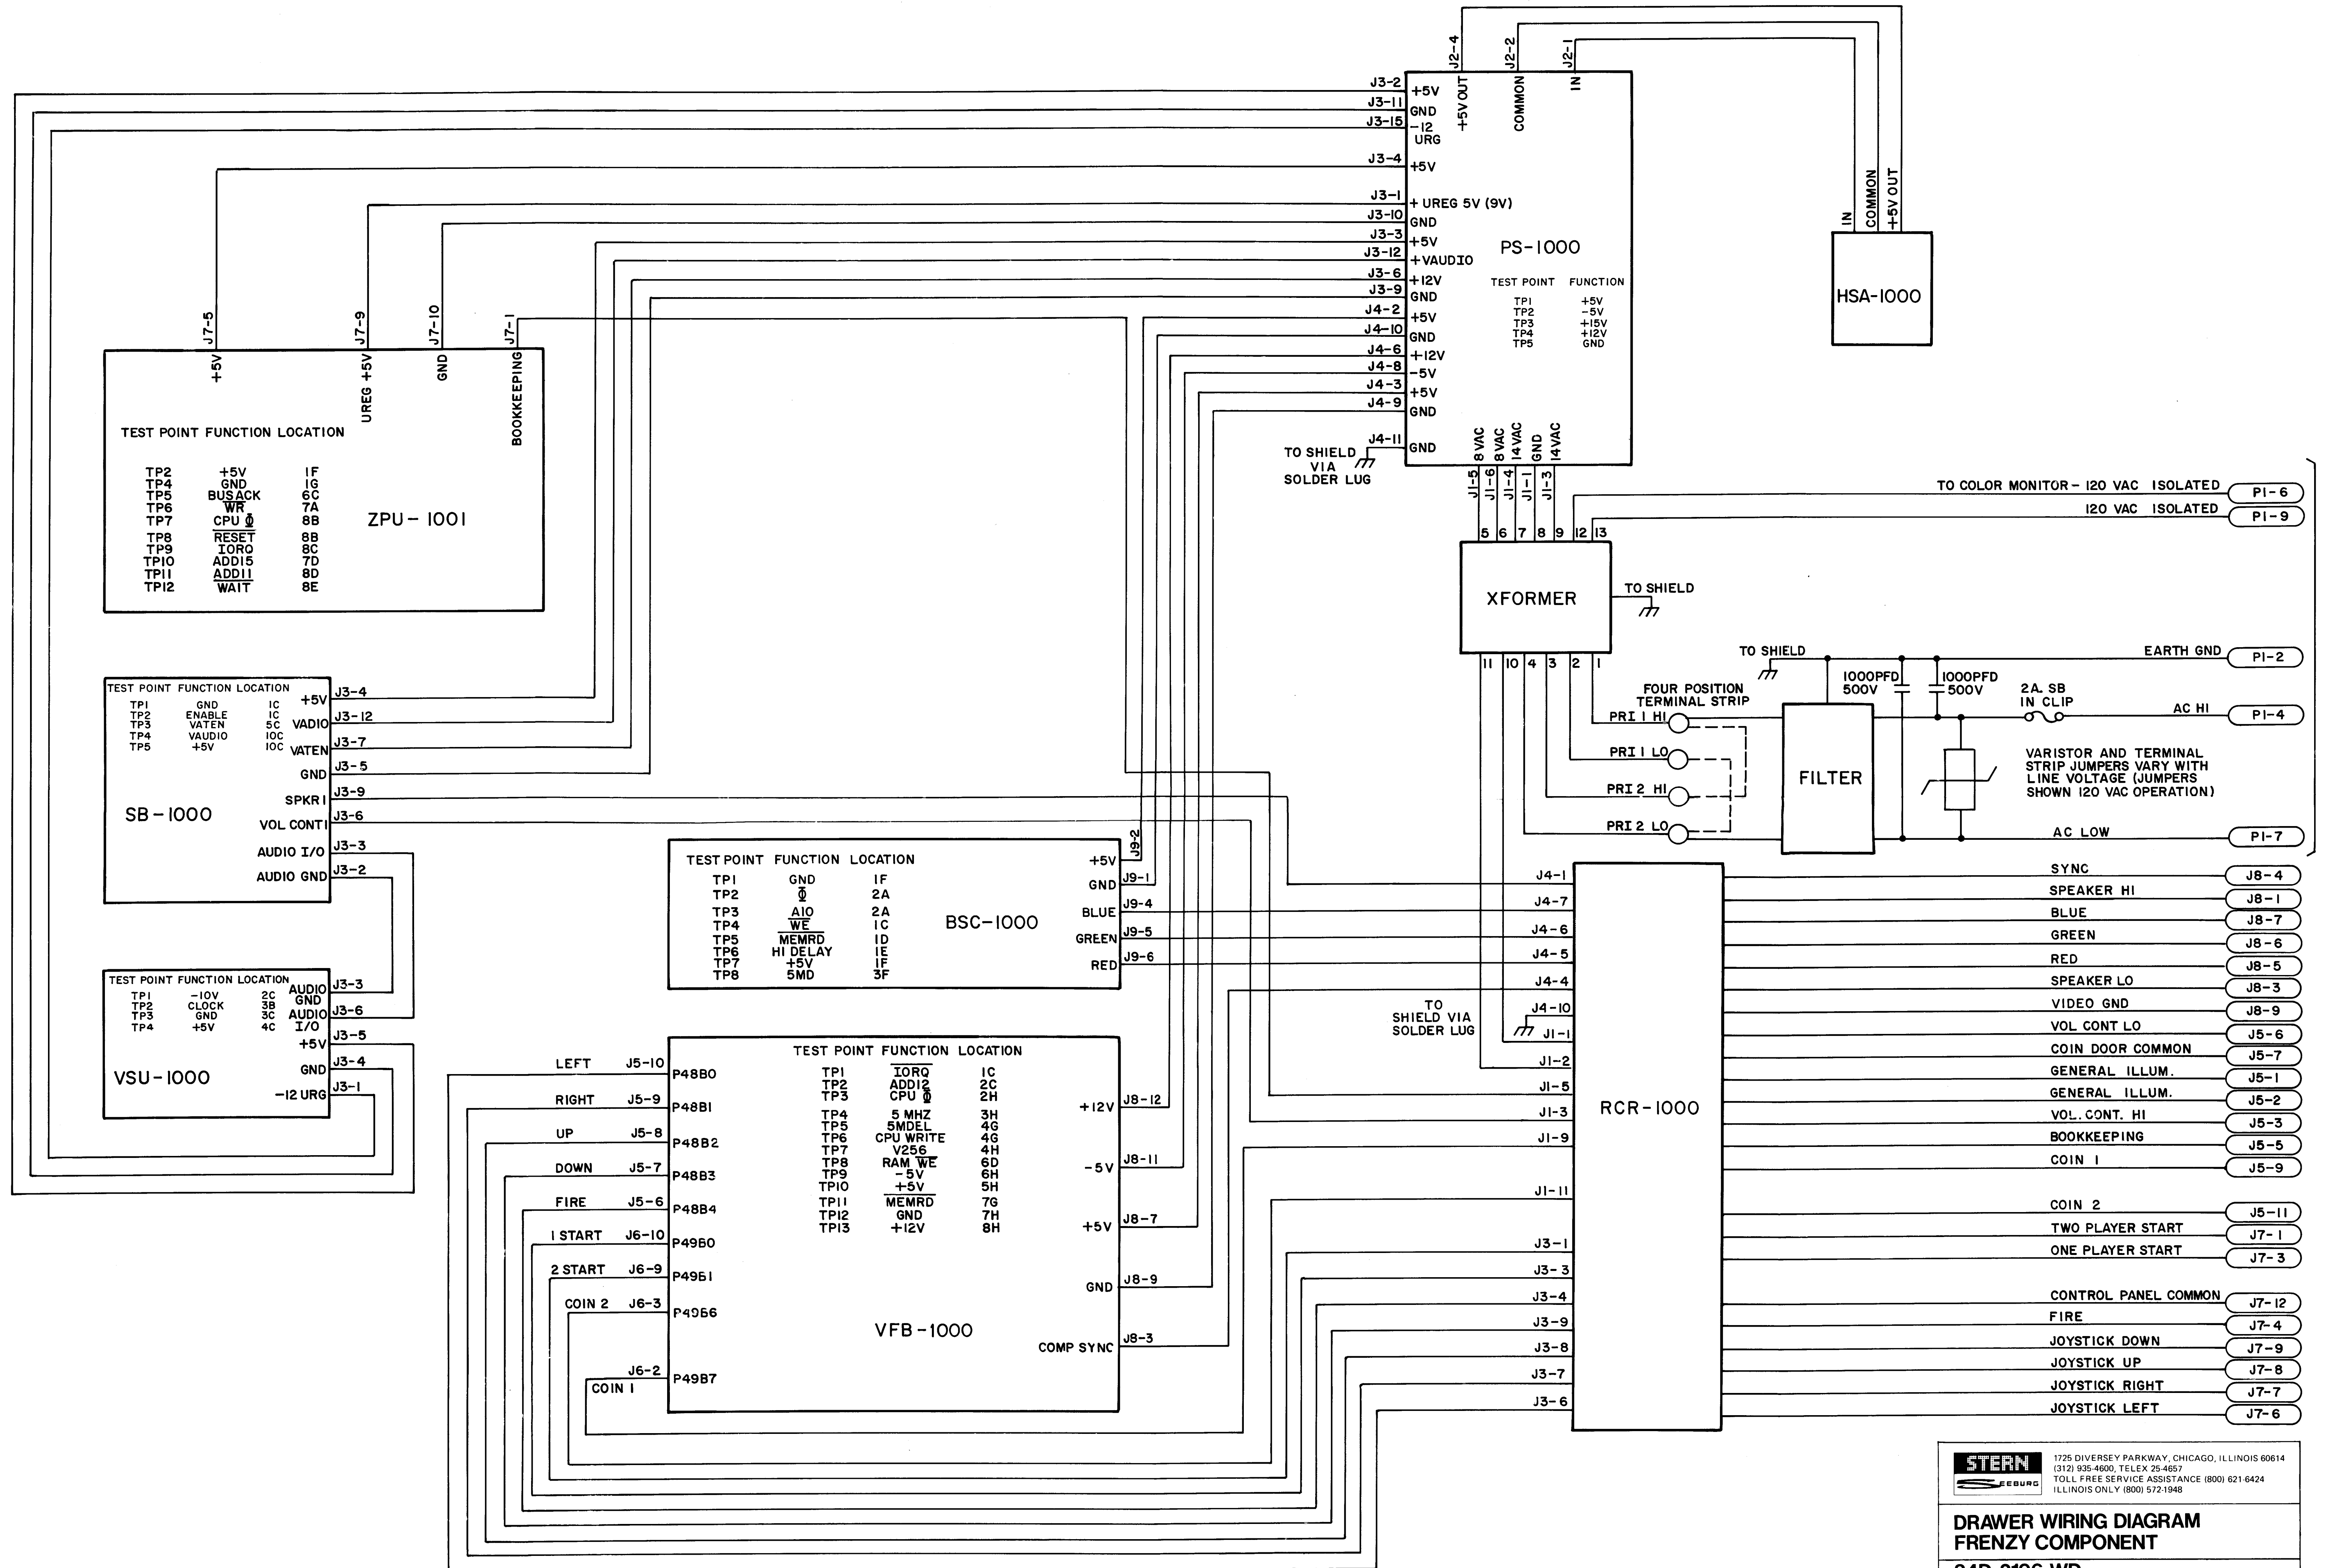 J2-4
J2-2
J2-1
+5V OUT
COMMON
IN
J3-2 +5V
J3-11 GND
J3-15 -12
URG
J3-4 +5V
J3-1 + UREG 5V (9V)
J3-10 GND
J3-3 +5V
J3-12 +VAUDIO
J3-6 +12V
J3-9 GND
J4-2 +5V
J4-10 GND
J4-6 +12V
J4-8 -5V
J4-3 +5V
J4-9 GND
J4-11 GND
TO SHIELD
VIA
SOLDER LUG
PS-1000
TEST POINT FUNCTION
TP1 +5V
TP2 -5V
TP3 +15V
TP4 +12V
TP5 GND
8VAC
8VAC
14VAC
GND
14VAC
J1-5
J1-6
J1-4
J1-1
J1-3
IN
COMMON
+5V OUT
HSA-1000
J7-5
J7-9
J7-10
J7-1
+5V
UREG +5V
GND
BOOKKEEPING
TEST POINT FUNCTION LOCATION
TP2 +5V 1F
TP4 GND 1G
TP5 BUSACK 6C
TP6 W̅R̅ 7A
TP7 CPU Φ 8B
TP8 R̅E̅S̅E̅T̅ 8B
TP9 IORQ 8C
TP10 ADD15 7D
TP11 ADD11 8D
TP12 W̅A̅I̅T̅ 8E
ZPU-1001
TO COLOR MONITOR-120 VAC ISOLATED P1-6
120 VAC ISOLATED P1-9
5 6 7 8 9 12 13
XFORMER
TO SHIELD
11 10 4 3 2 1
TO SHIELD
EARTH GND P1-2
1000PFD
500V
1000PFD
500V
2A. SB
IN CLIP
AC HI P1-4
FOUR POSITION
TERMINAL STRIP
PRI 1 HI
PRI 1 LO
PRI 2 HI
PRI 2 LO
FILTER
VARISTOR AND TERMINAL
STRIP JUMPERS VARY WITH
LINE VOLTAGE (JUMPERS
SHOWN 120 VAC OPERATION)
AC LOW P1-7
TEST POINT FUNCTION LOCATION
TP1 GND 1C
TP2 ENABLE 1C
TP3 VATEN 5C
TP4 VAUDIO 10C
TP5 +5V 10C
SB-1000
+5V J3-4
VADIO J3-12
VATEN J3-7
GND J3-5
SPKR1 J3-9
VOL CONT1 J3-6
AUDIO I/O J3-3
AUDIO GND J3-2
TEST POINT FUNCTION LOCATION
TP1 -10V 2C
TP2 CLOCK 3B
TP3 GND 3C
TP4 +5V 4C
VSU-1000
AUDIO
GND J3-3
AUDIO
I/O J3-6
+5V J3-5
GND J3-4
-12 URG J3-1
TEST POINT FUNCTION LOCATION
TP1 GND 1F
TP2 Φ 2A
TP3 A10 2A
TP4 W̅E̅ 1C
TP5 M̅E̅M̅R̅D̅ 1D
TP6 HI DELAY 1E
TP7 +5V 1F
TP8 5MD 3F
BSC-1000
+5V J9-2
GND J9-1
BLUE J9-4
GREEN J9-5
RED J9-6
LEFT J5-10 P48B0
RIGHT J5-9 P48B1
UP J5-8 P48B2
DOWN J5-7 P48B3
FIRE J5-6 P48B4
1 START J6-10 P49B0
2 START J6-9 P49B1
COIN 2 J6-3 P49B6
J6-2 P49B7
COIN 1
TEST POINT FUNCTION LOCATION
TP1 I̅O̅R̅Q̅ 1C
TP2 ADD12 2C
TP3 CPU Φ 2H
TP4 5 MHZ 3H
TP5 5MDEL 4G
TP6 CPU WRITE 4G
TP7 V256 4H
TP8 RAM W̅E̅ 6D
TP9 -5V 6H
TP10 +5V 5H
TP11 M̅E̅M̅R̅D̅ 7G
TP12 GND 7H
TP13 +12V 8H
VFB-1000
+12V J8-12
-5V J8-11
+5V J8-7
GND J8-9
COMP SYNC J8-3
J4-1
J4-7
J4-6
J4-5
J4-4
J4-10
TO
SHIELD VIA
SOLDER LUG
J1-1
J1-2
J1-5
J1-3
J1-9
J1-11
J3-1
J3-3
J3-4
J3-9
J3-8
J3-7
J3-6
RCR-1000
SYNC J8-4
SPEAKER HI J8-1
BLUE J8-7
GREEN J8-6
RED J8-5
SPEAKER LO J8-3
VIDEO GND J8-9
VOL CONT LO J5-6
COIN DOOR COMMON J5-7
GENERAL ILLUM. J5-1
GENERAL ILLUM. J5-2
VOL. CONT. HI J5-3
BOOKKEEPING J5-5
COIN 1 J5-9
COIN 2 J5-11
TWO PLAYER START J7-1
ONE PLAYER START J7-3
CONTROL PANEL COMMON J7-12
FIRE J7-4
JOYSTICK DOWN J7-9
JOYSTICK UP J7-8
JOYSTICK RIGHT J7-7
JOYSTICK LEFT J7-6
STERN
SEEBURG
1725 DIVERSEY PARKWAY, CHICAGO, ILLINOIS 60614
(312) 935-4600, TELEX 25-4657
TOLL FREE SERVICE ASSISTANCE (800) 621-6424
ILLINOIS ONLY (800) 572-1948
DRAWER WIRING DIAGRAM
FRENZY COMPONENT